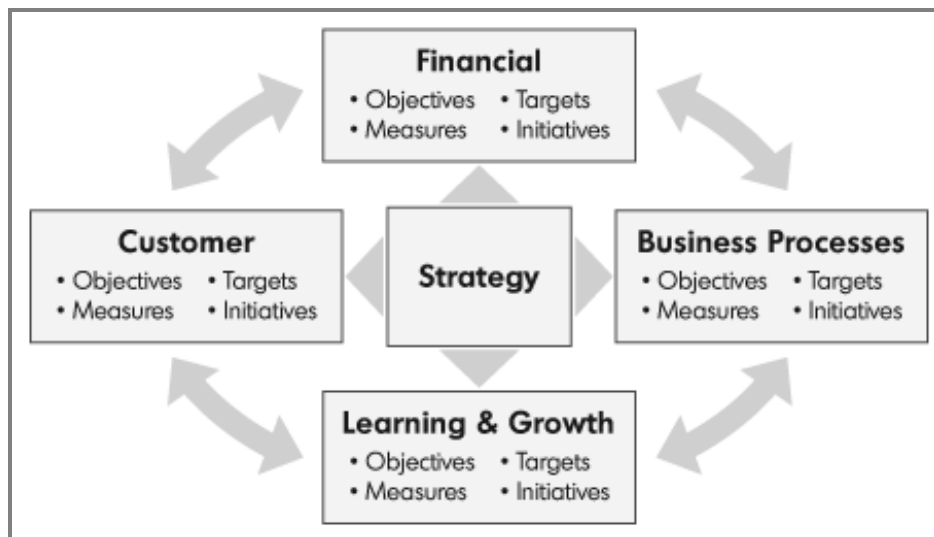 Financial
• Objectives • Targets
• Measures • Initiatives
Customer
• Objectives • Targets
• Measures • Initiatives
Strategy
Business Processes
• Objectives • Targets
• Measures • Initiatives
Learning & Growth
• Objectives • Targets
• Measures • Initiatives